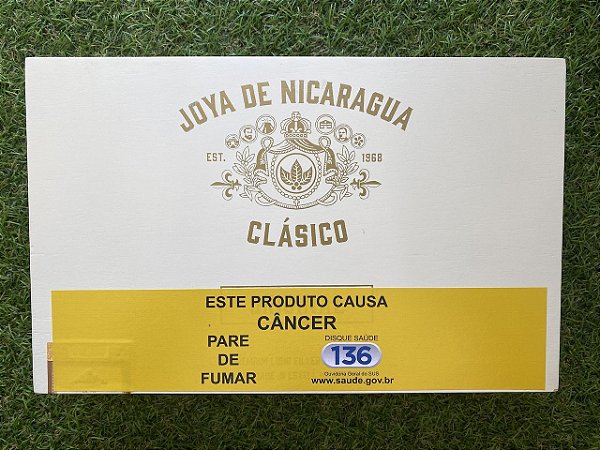 JOYA DE NICARAGUA
EST. 1968
CLÁSICO
ESTE PRODUTO CAUSA
CÂNCER
PARE
DE
FUMAR
DISQUE SAÚDE
136
Ouvidoria Geral do SUS
www.saude.gov.br